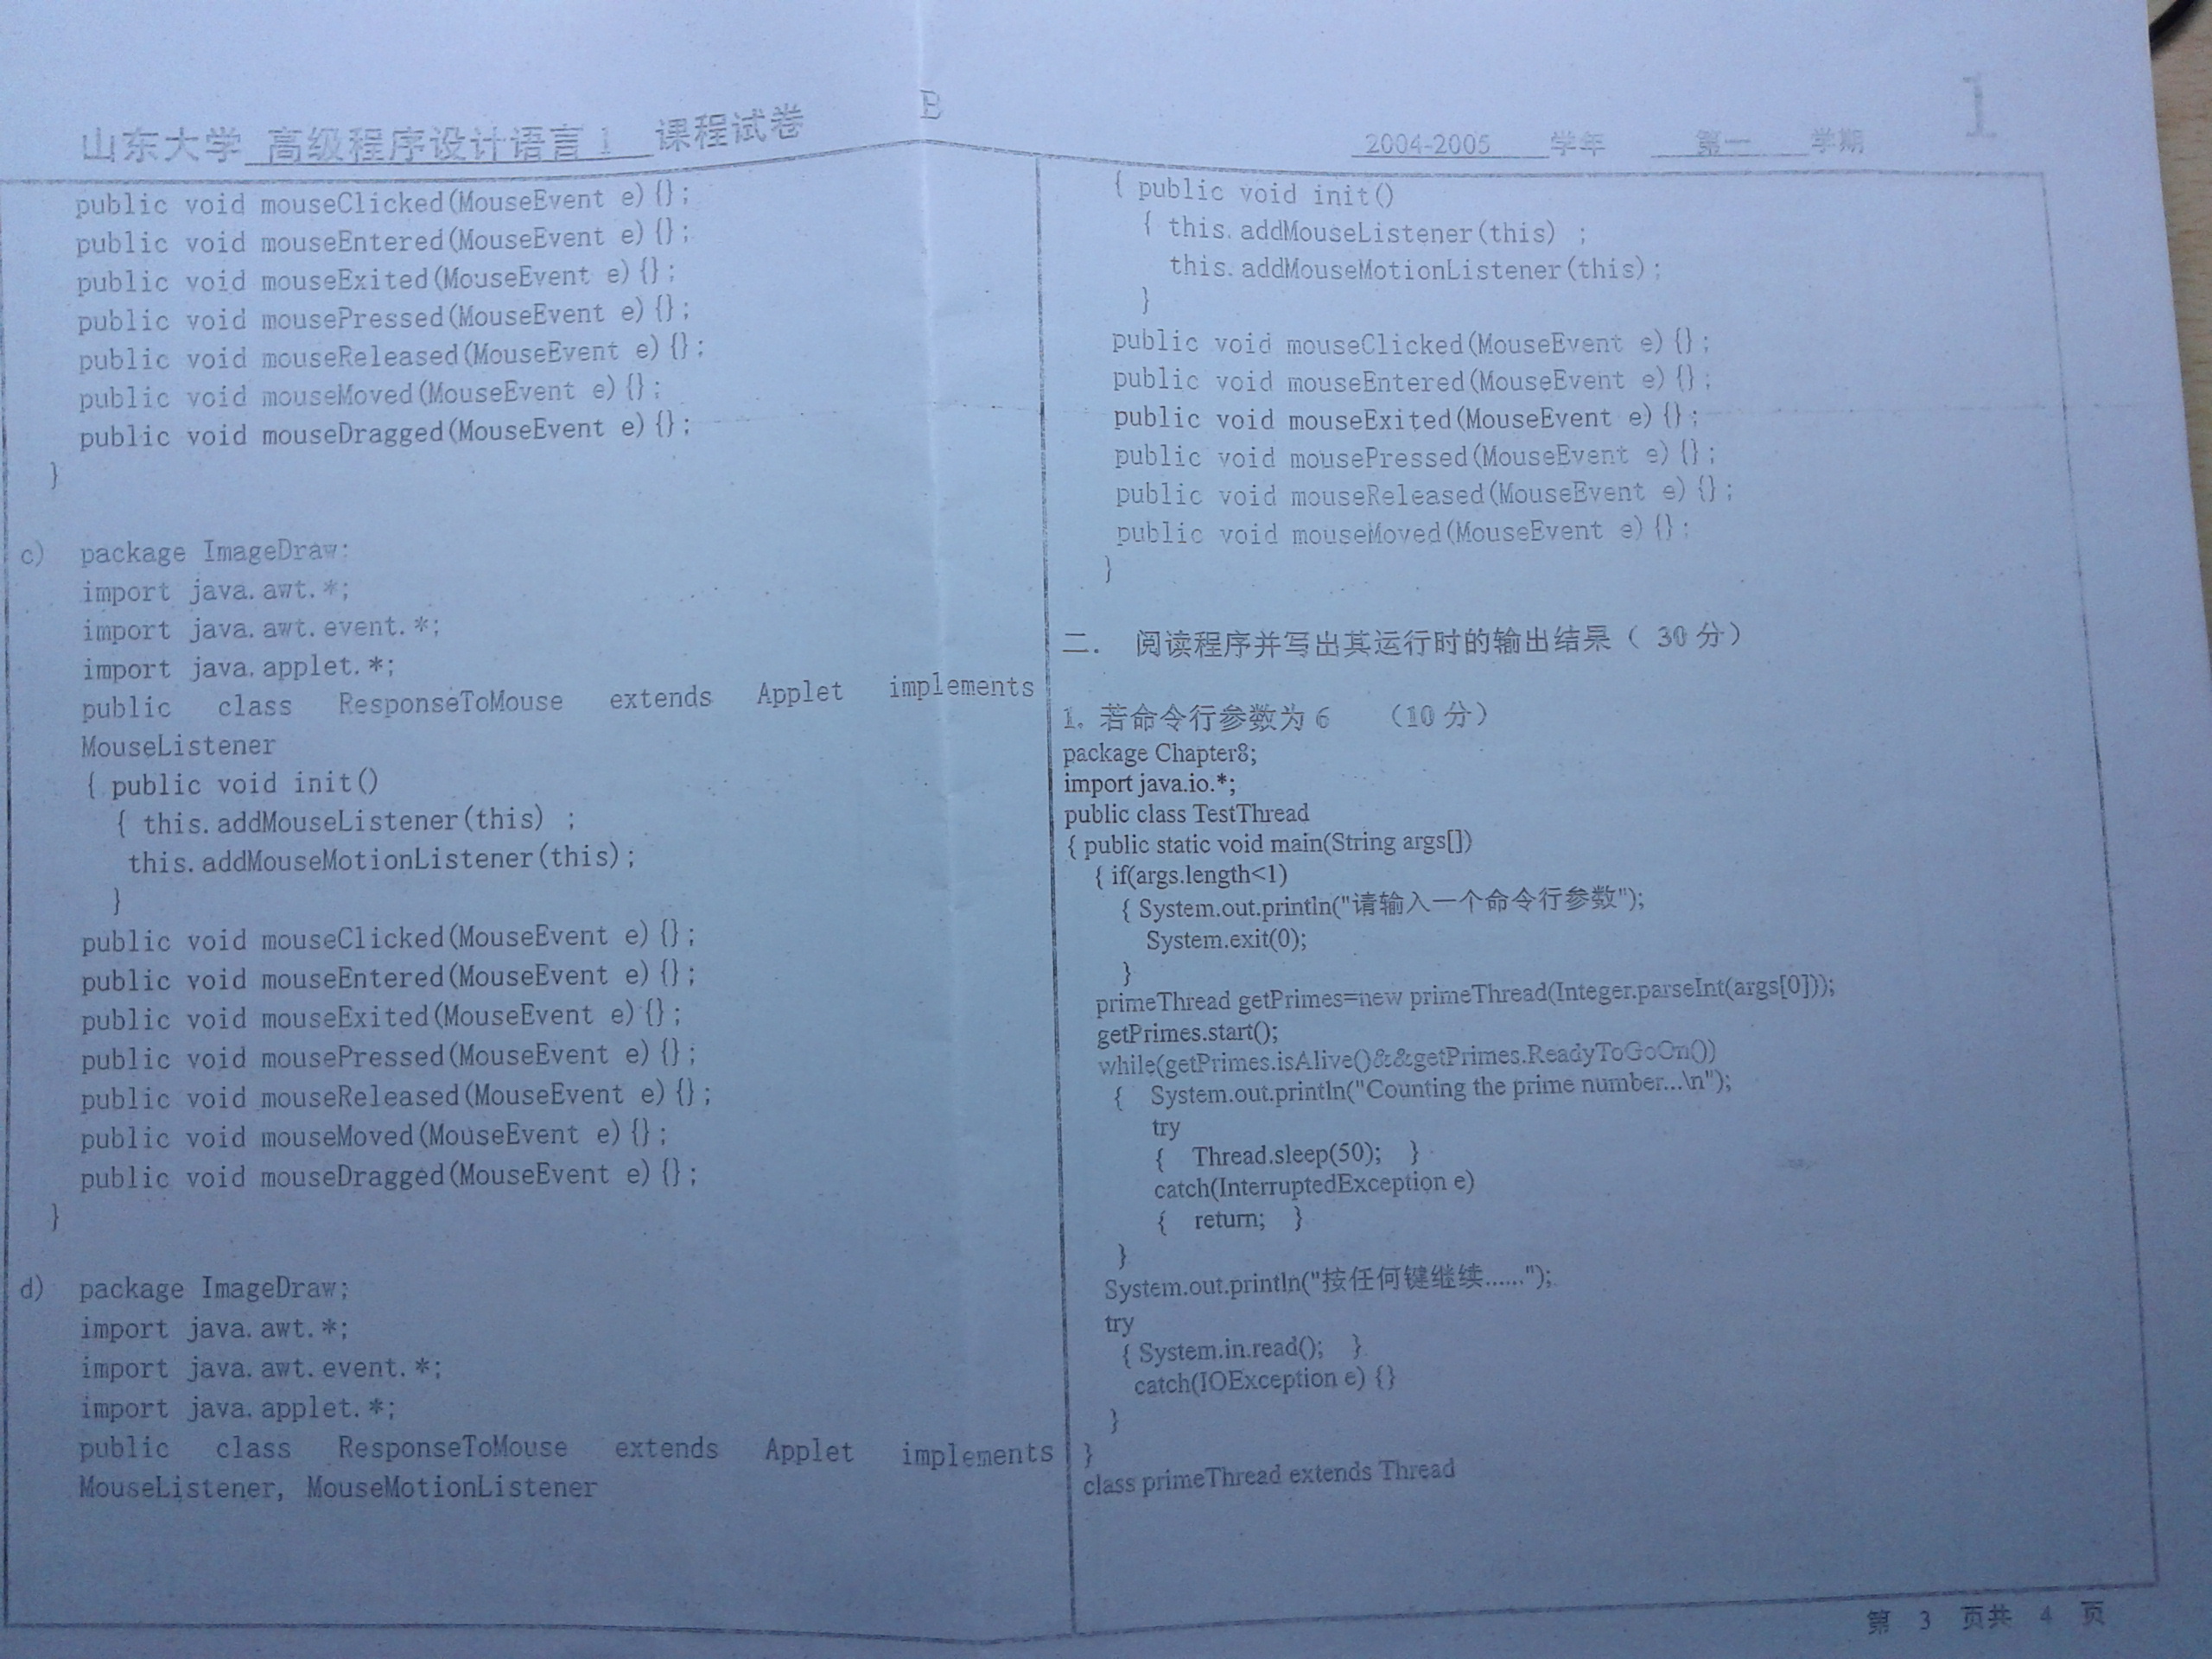 山东大学 高级程序设计语言1 课程试卷
B
2004-2005 学年 第一 学期
1
public void mouseClicked(MouseEvent e){};
public void mouseEntered(MouseEvent e){};
public void mouseExited(MouseEvent e){};
public void mousePressed(MouseEvent e){};
public void mouseReleased(MouseEvent e){};
public void mouseMoved(MouseEvent e){};
public void mouseDragged(MouseEvent e){};
}
c) package ImageDraw;
import java.awt.*;
import java.awt.event.*;
import java.applet.*;
public class ResponseToMouse extends Applet implements
MouseListener
{ public void init()
{ this.addMouseListener(this) ;
this.addMouseMotionListener(this);
}
public void mouseClicked(MouseEvent e){};
public void mouseEntered(MouseEvent e){};
public void mouseExited(MouseEvent e){};
public void mousePressed(MouseEvent e){};
public void mouseReleased(MouseEvent e){};
public void mouseMoved(MouseEvent e){};
public void mouseDragged(MouseEvent e){};
}
d) package ImageDraw;
import java.awt.*;
import java.awt.event.*;
import java.applet.*;
public class ResponseToMouse extends Applet implements
MouseListener, MouseMotionListener
{ public void init()
{ this.addMouseListener(this) ;
this.addMouseMotionListener(this);
}
public void mouseClicked(MouseEvent e){};
public void mouseEntered(MouseEvent e){};
public void mouseExited(MouseEvent e){};
public void mousePressed(MouseEvent e){};
public void mouseReleased(MouseEvent e){};
public void mouseMoved(MouseEvent e){};
}
二. 阅读程序并写出其运行时的输出结果（ 30分）
1. 若命令行参数为6 （10分）
package Chapter8;
import java.io.*;
public class TestThread
{ public static void main(String args[])
{ if(args.length<1)
{ System.out.println("请输入一个命令行参数");
System.exit(0);
}
primeThread getPrimes=new primeThread(Integer.parseInt(args[0]));
getPrimes.start();
while(getPrimes.isAlive()&&getPrimes.ReadyToGoOn())
{ System.out.println("Counting the prime number...\n");
try
{ Thread.sleep(50); }
catch(InterruptedException e)
{ return; }
}
System.out.println("按任何键继续......");
try
{ System.in.read(); }
catch(IOException e) {}
}
}
class primeThread extends Thread
第 3 页共 4 页